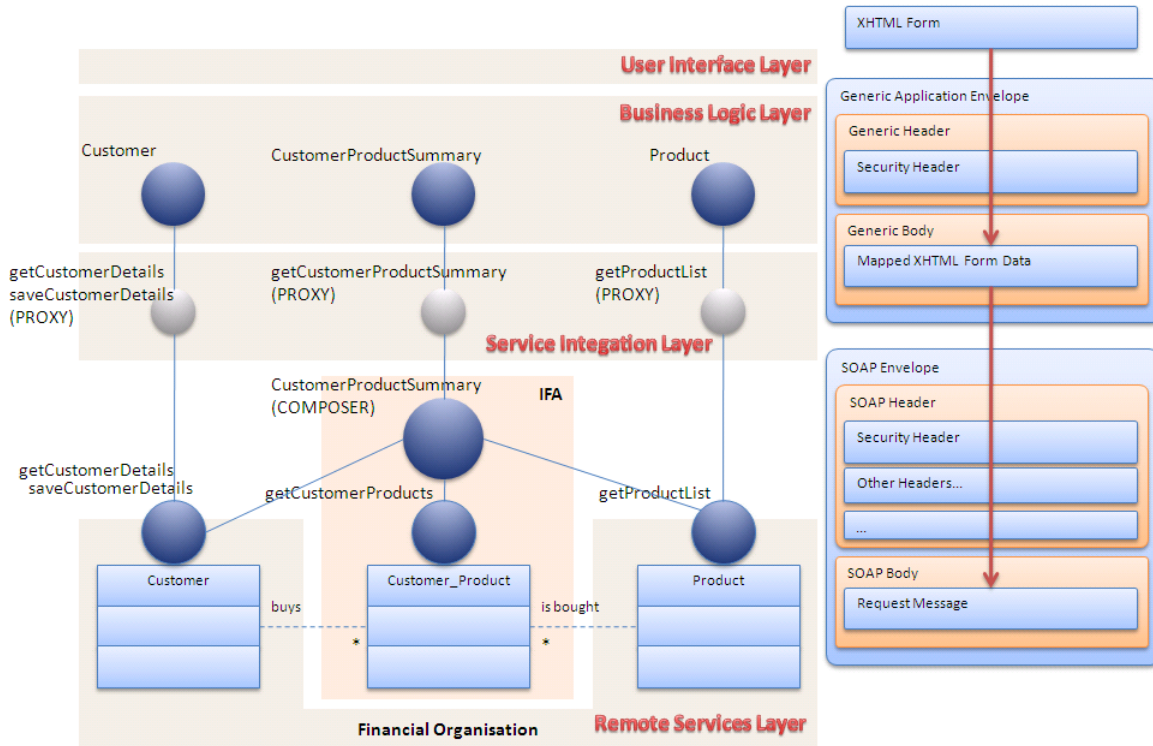 User Interface Layer
Business Logic Layer
Customer
CustomerProductSummary
Product
getCustomerDetails
saveCustomerDetails
(PROXY)
getCustomerProductSummary
(PROXY)
getProductList
(PROXY)
Service Integation Layer
CustomerProductSummary
(COMPOSER)
IFA
getCustomerDetails
saveCustomerDetails
getCustomerProducts
getProductList
Customer
Customer_Product
Product
buys
*
is bought
*
Financial Organisation
Remote Services Layer
XHTML Form
Generic Application Envelope
Generic Header
Security Header
Generic Body
Mapped XHTML Form Data
SOAP Envelope
SOAP Header
Security Header
Other Headers...
...
SOAP Body
Request Message